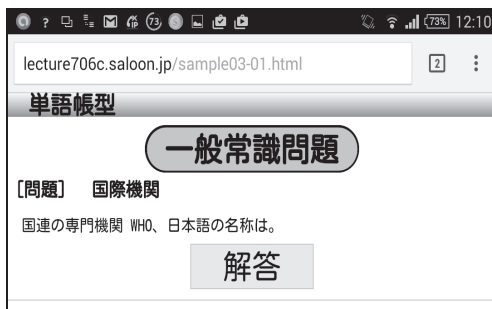 ? 73 73% 12:10
lecture706c.saloon.jp/sample03-01.html 2
単語帳型
一般常識問題
[問題] 国際機関
国連の専門機関 WHO、日本語の名称は。
解答